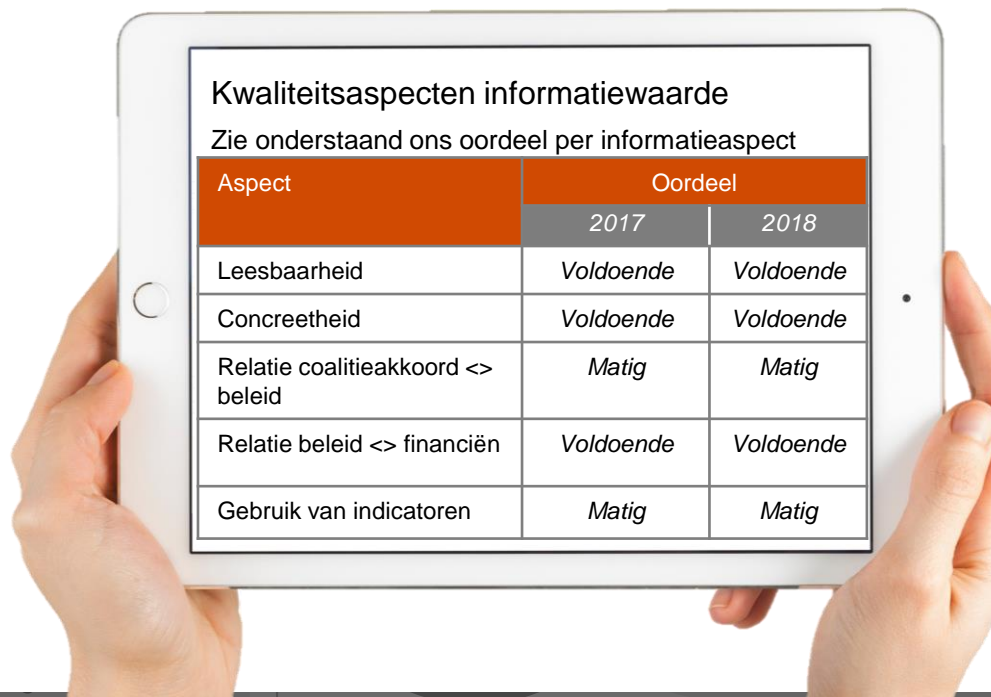 Kwaliteitsaspecten informatiewaarde
Zie onderstaand ons oordeel per informatieaspect
Aspect Oordeel
2017 2018
Leesbaarheid Voldoende Voldoende
Concreetheid Voldoende Voldoende
Relatie coalitieakkoord <> Matig Matig
beleid
Relatie beleid <> financiën Voldoende Voldoende
Gebruik van indicatoren Matig Matig